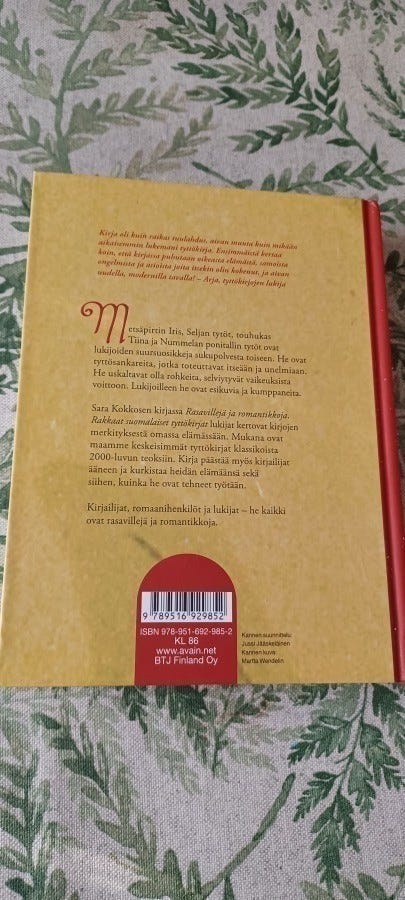 Kirja oli kuin raikas tuulahdus, aivan muuta kuin mikään
aikaisemmin lukemani tyttökirja. Ensimmäistä kertaa
koin, että kirjassa puhutaan oikeasta elämästä, samoista
ongelmista ja asioista joita itsekin olin kokenut, ja aivan
uudella, modernilla tavalla! – Arja, tyttökirjojen lukija
Metsäpirtin Iris, Seljan tytöt, touhukas
Tiina ja Nummelan ponitallin tytöt ovat
lukijoiden suursuosikkeja sukupolvesta toiseen. He ovat
tyttösankareita, jotka toteuttavat itseään ja unelmiaan.
He uskaltavat olla rohkeita, selviytyvät vaikeuksista
voittoon. Lukijoilleen he ovat esikuvia ja kumppaneita.
Sara Kokkosen kirjassa Rasavillejä ja romantikkoja.
Rakkaat suomalaiset tyttökirjat lukijat kertovat kirjojen
merkityksestä omassa elämässään. Mukana ovat
maamme keskeisimmät tyttökirjat klassikoista
2000-luvun teoksiin. Kirja päästää myös kirjailijat
ääneen ja kurkistaa heidän elämäänsä sekä
siihen, kuinka he ovat tehneet työtään.
Kirjailijat, romaanihenkilöt ja lukijat – he kaikki
ovat rasavillejä ja romantikkoja.
9 789516 929852
ISBN 978-951-692-985-2
KL 86
www.avain.net
BTJ Finland Oy
Kannen suunnittelu:
Jussi Jääskeläinen
Kannen kuva:
Martta Wendelin